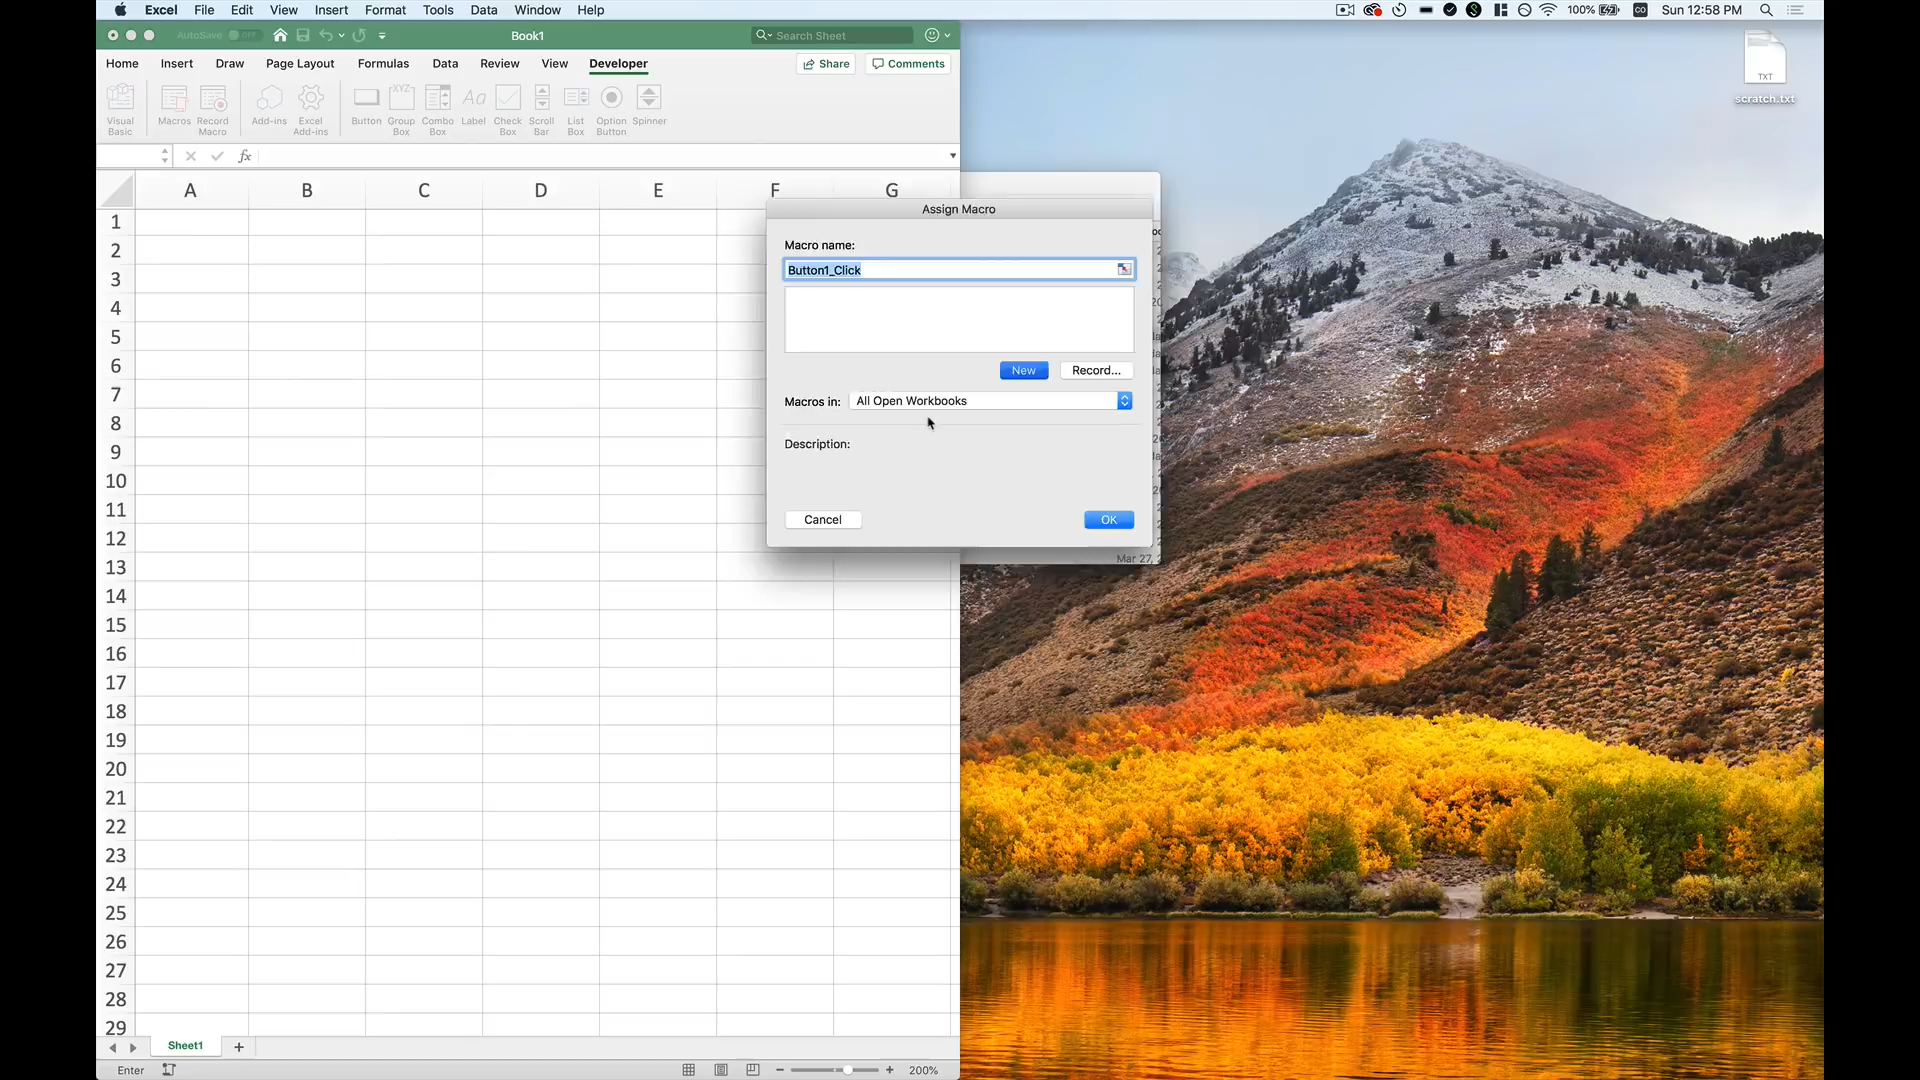 Excel File Edit View Insert Format Tools Data Window Help
100% Sun 12:58 PM
AutoSave OFF Book1 Search Sheet
Home Insert Draw Page Layout Formulas Data Review View Developer Share Comments
Visual Basic Macros Record Macro Add-ins Excel Add-ins Button Group Box Combo Box Label Check Box Scroll Bar List Box Option Button Spinner
XYZ Aa
fx
A B C D E F G
1
2
3
4
5
6
7
8
9
10
11
12
13
14
15
16
17
18
19
20
21
22
23
24
25
26
27
28
29
Assign Macro
Macro name:
Button1_Click
New Record...
Macros in: All Open Workbooks
Description:
Cancel OK
Mar 27,
TXT
scratch.txt
Sheet1 +
Enter 200%